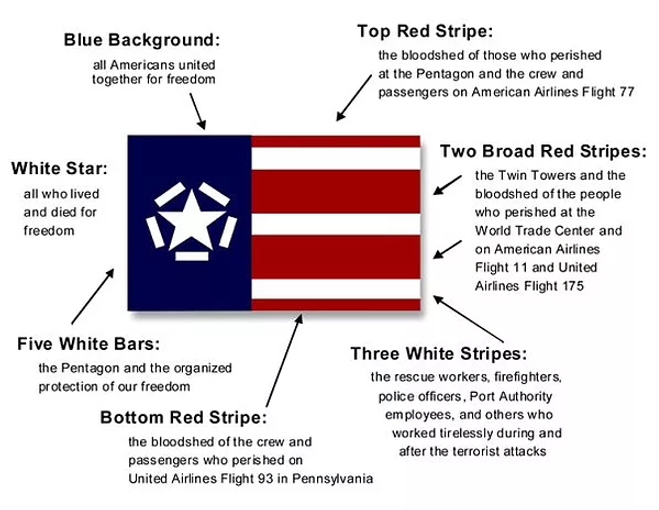 Blue Background:
all Americans united
together for freedom
Top Red Stripe:
the bloodshed of those who perished
at the Pentagon and the crew and
passengers on American Airlines Flight 77
White Star:
all who lived
and died for
freedom
Two Broad Red Stripes:
the Twin Towers and the
bloodshed of the people
who perished at the
World Trade Center and
on American Airlines
Flight 11 and United
Airlines Flight 175
Five White Bars:
the Pentagon and the organized
protection of our freedom
Three White Stripes:
the rescue workers, firefighters,
police officers, Port Authority
employees, and others who
worked tirelessly during and
after the terrorist attacks
Bottom Red Stripe:
the bloodshed of the crew and
passengers who perished on
United Airlines Flight 93 in Pennsylvania